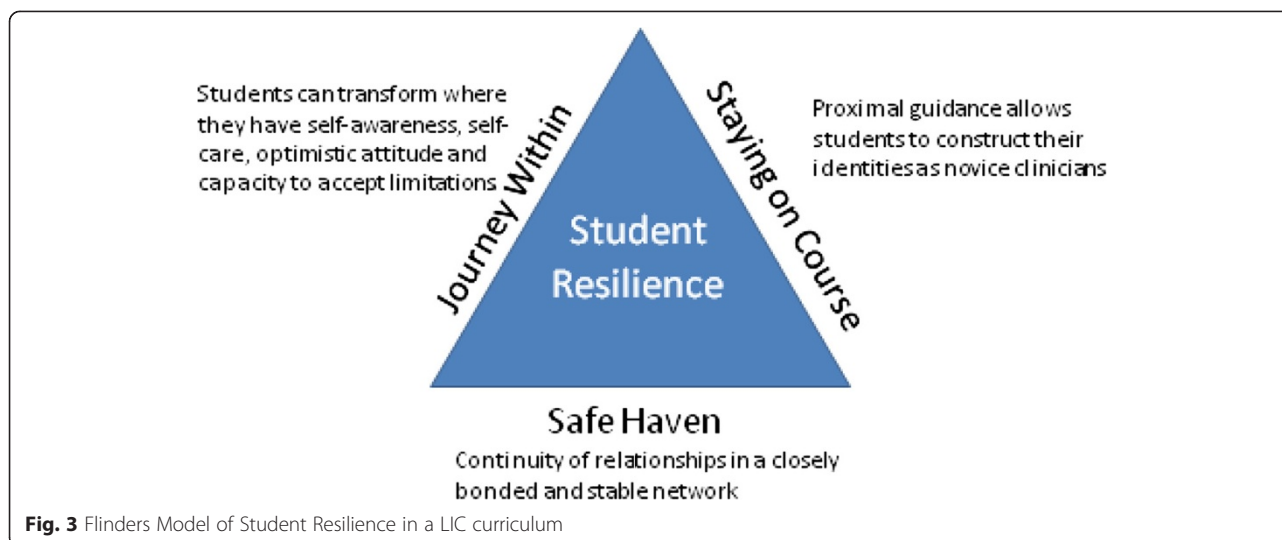 Students can transform where
they have self-awareness, self-
care, optimistic attitude and
capacity to accept limitations
Journey Within
Student
Resilience
Staying on Course
Proximal guidance allows
students to construct their
identities as novice clinicians
Safe Haven
Continuity of relationships in a closely
bonded and stable network
Fig. 3 Flinders Model of Student Resilience in a LIC curriculum